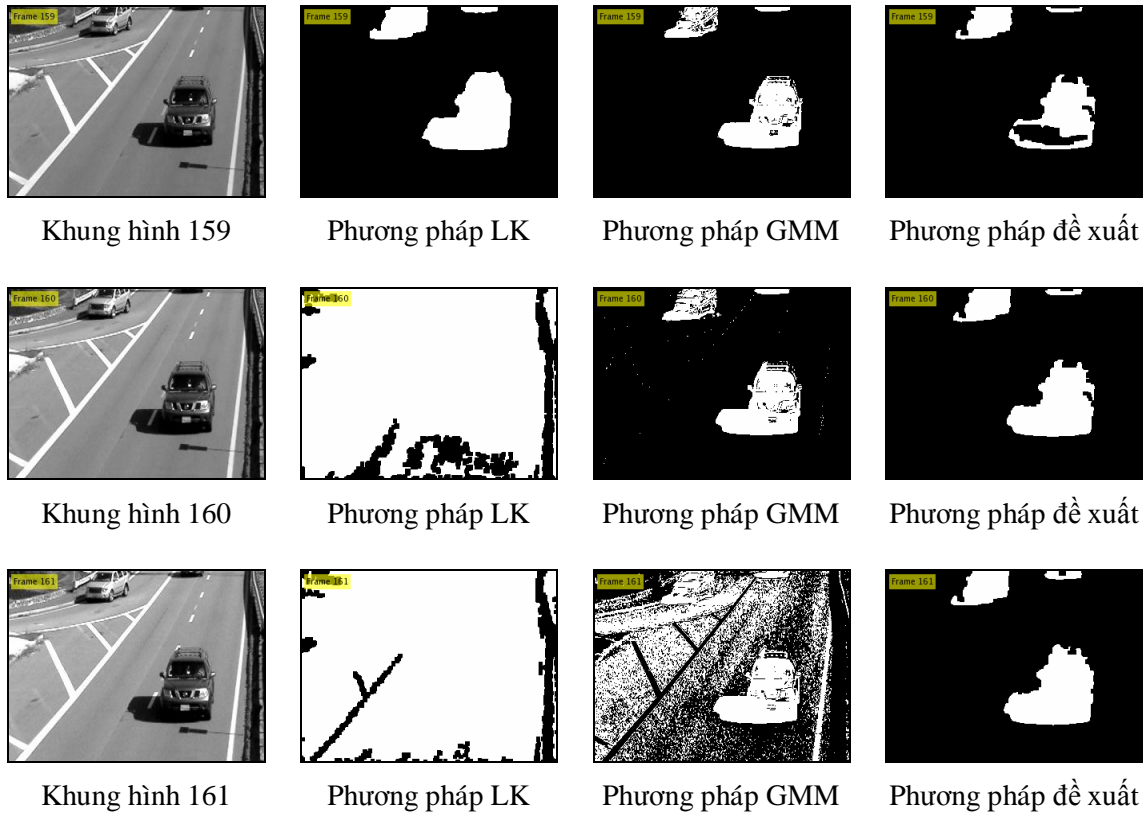 Frame 159 Frame 159 Frame 159 Frame 159
Khung hình 159 Phương pháp LK Phương pháp GMM Phương pháp đề xuất
Frame 160 Frame 160 Frame 160 Frame 160
Khung hình 160 Phương pháp LK Phương pháp GMM Phương pháp đề xuất
Frame 161 Frame 161 Frame 161 Frame 161
Khung hình 161 Phương pháp LK Phương pháp GMM Phương pháp đề xuất